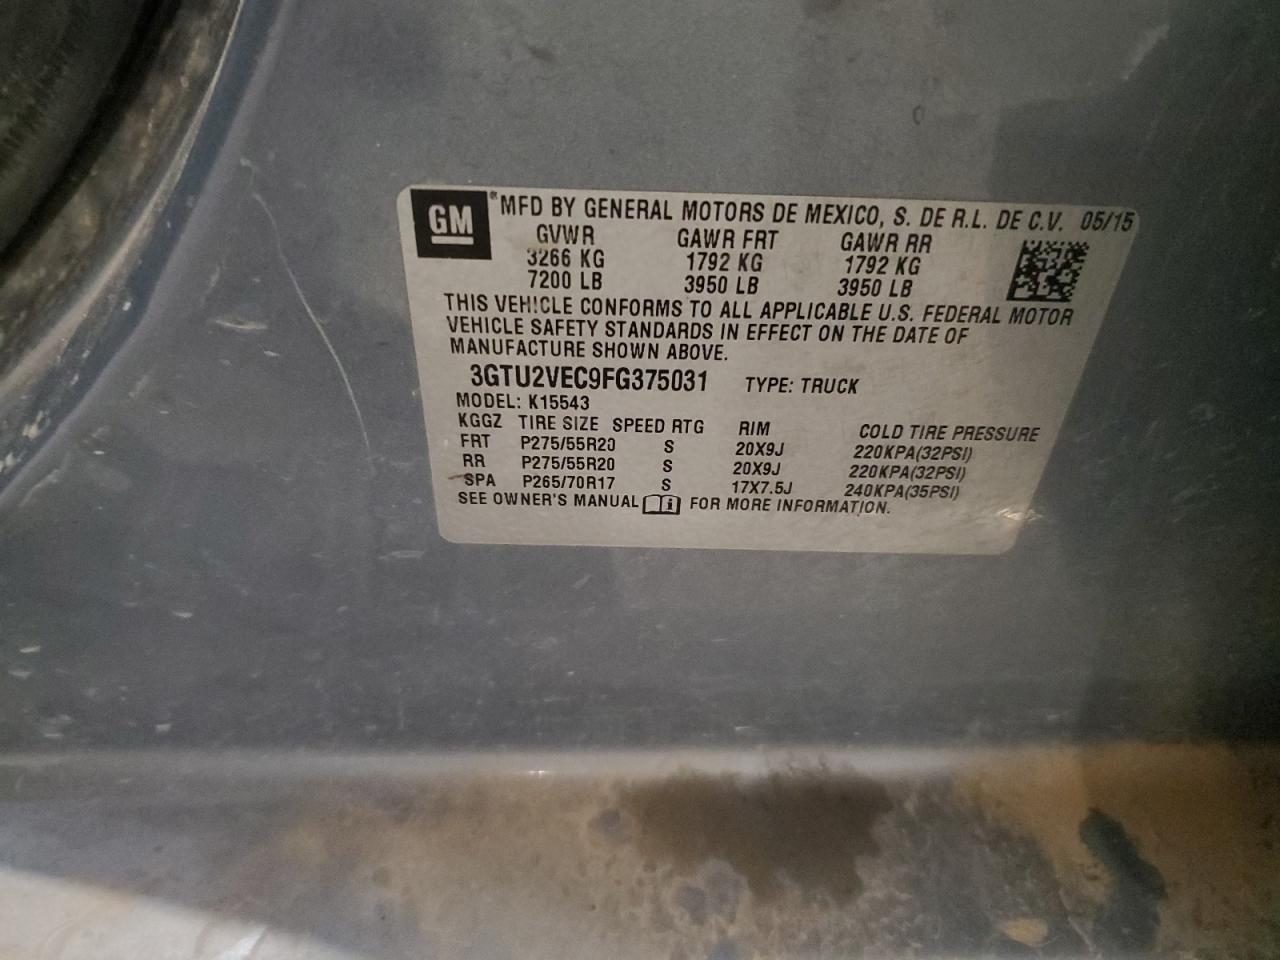 GM
*MFD BY GENERAL MOTORS DE MEXICO, S. DE R.L. DE C.V. 05/15
GVWR GAWR FRT GAWR RR
3266 KG 1792 KG 1792 KG
7200 LB 3950 LB 3950 LB
THIS VEHICLE CONFORMS TO ALL APPLICABLE U.S. FEDERAL MOTOR
VEHICLE SAFETY STANDARDS IN EFFECT ON THE DATE OF
MANUFACTURE SHOWN ABOVE.
3GTU2VEC9FG375031 TYPE: TRUCK
MODEL: K15543
KGGZ TIRE SIZE SPEED RTG RIM COLD TIRE PRESSURE
FRT P275/55R20 S 20X9J 220KPA(32PSI)
RR P275/55R20 S 20X9J 220KPA(32PSI)
SPA P265/70R17 S 17X7.5J 240KPA(35PSI)
SEE OWNER'S MANUAL FOR MORE INFORMATION.